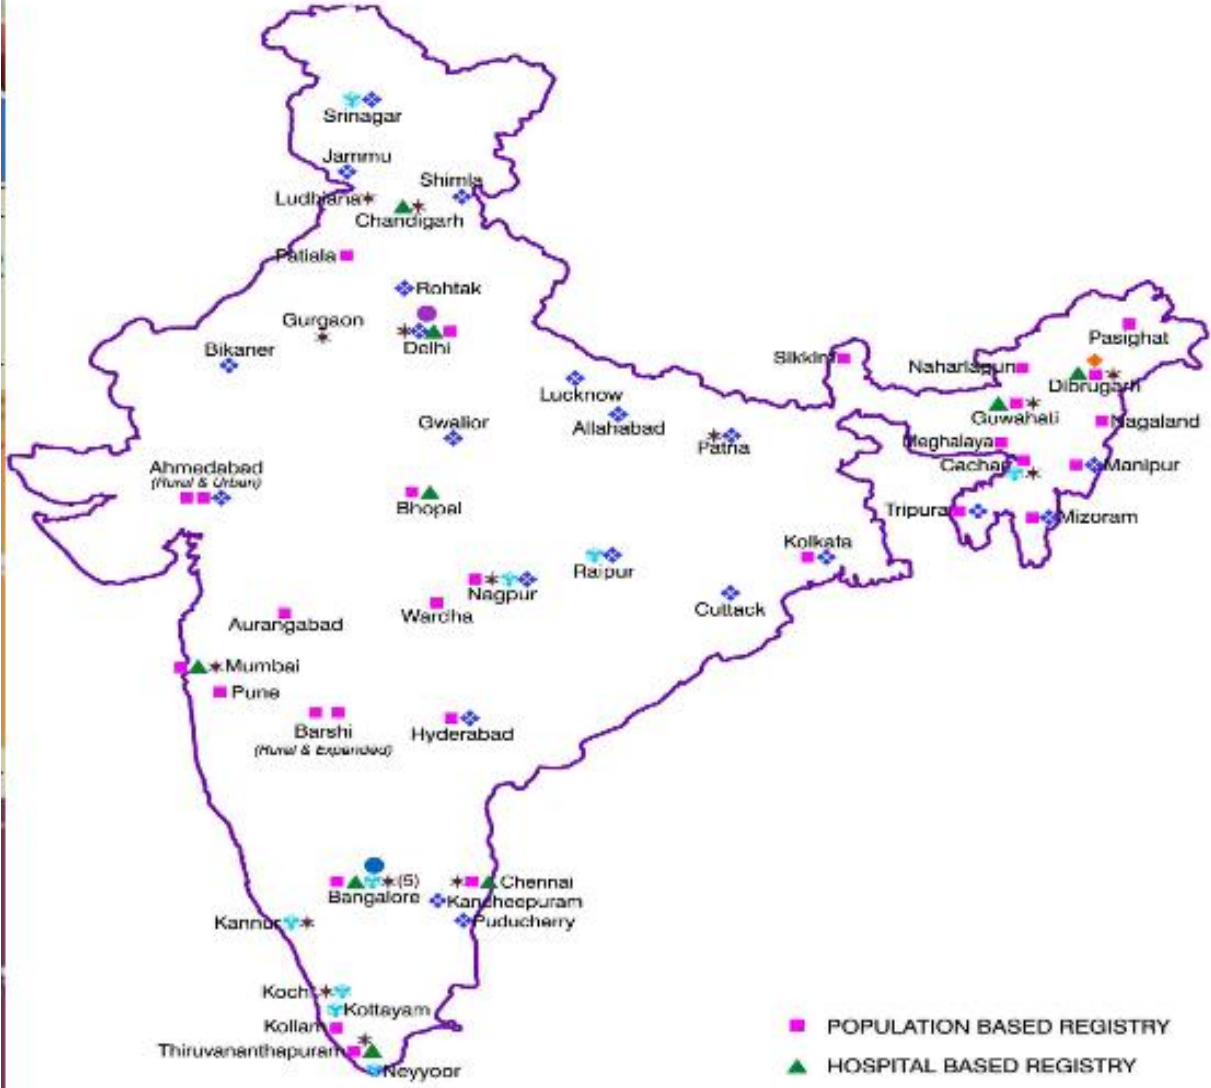 Srinagar
Jammu
Shimla
Ludhiana
Chandigarh
Patiala
Rohtak
Gurgaon
Delhi
Bikaner
Lucknow
Allahabad
Gwalior
Patna
Sikkim
Pasighat
Naharlagun
Dibrugarh
Guwahati
Nagaland
Meghalaya
Cachar
Manipur
Tripura
Mizoram
Ahmedabad
(Rural & Urban)
Bhopal
Kolkata
Raipur
Nagpur
Wardha
Cuttack
Aurangabad
Mumbai
Pune
Barshi
(Rural & Expanded)
Hyderabad
(5)
Bangalore
Chennai
Kancheepuram
Puducherry
Kannur
Kochi
Kottayam
Kollam
Thiruvananthapuram
Neyyoor
POPULATION BASED REGISTRY
HOSPITAL BASED REGISTRY